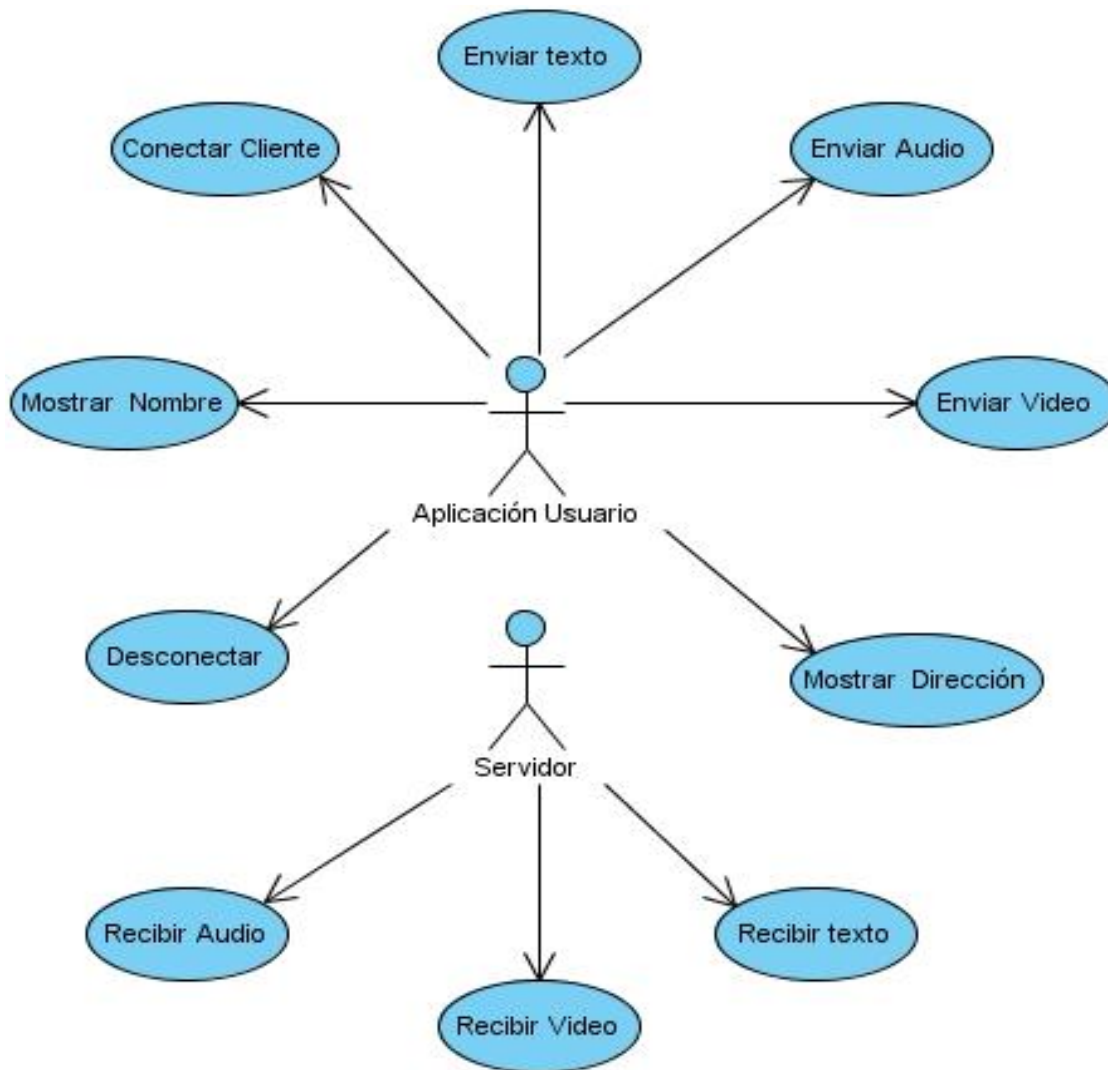 Enviar texto
Conectar Cliente
Enviar Audio
Mostrar Nombre
Enviar Video
Aplicación Usuario
Desconectar
Mostrar Dirección
Servidor
Recibir Audio
Recibir texto
Recibir Video